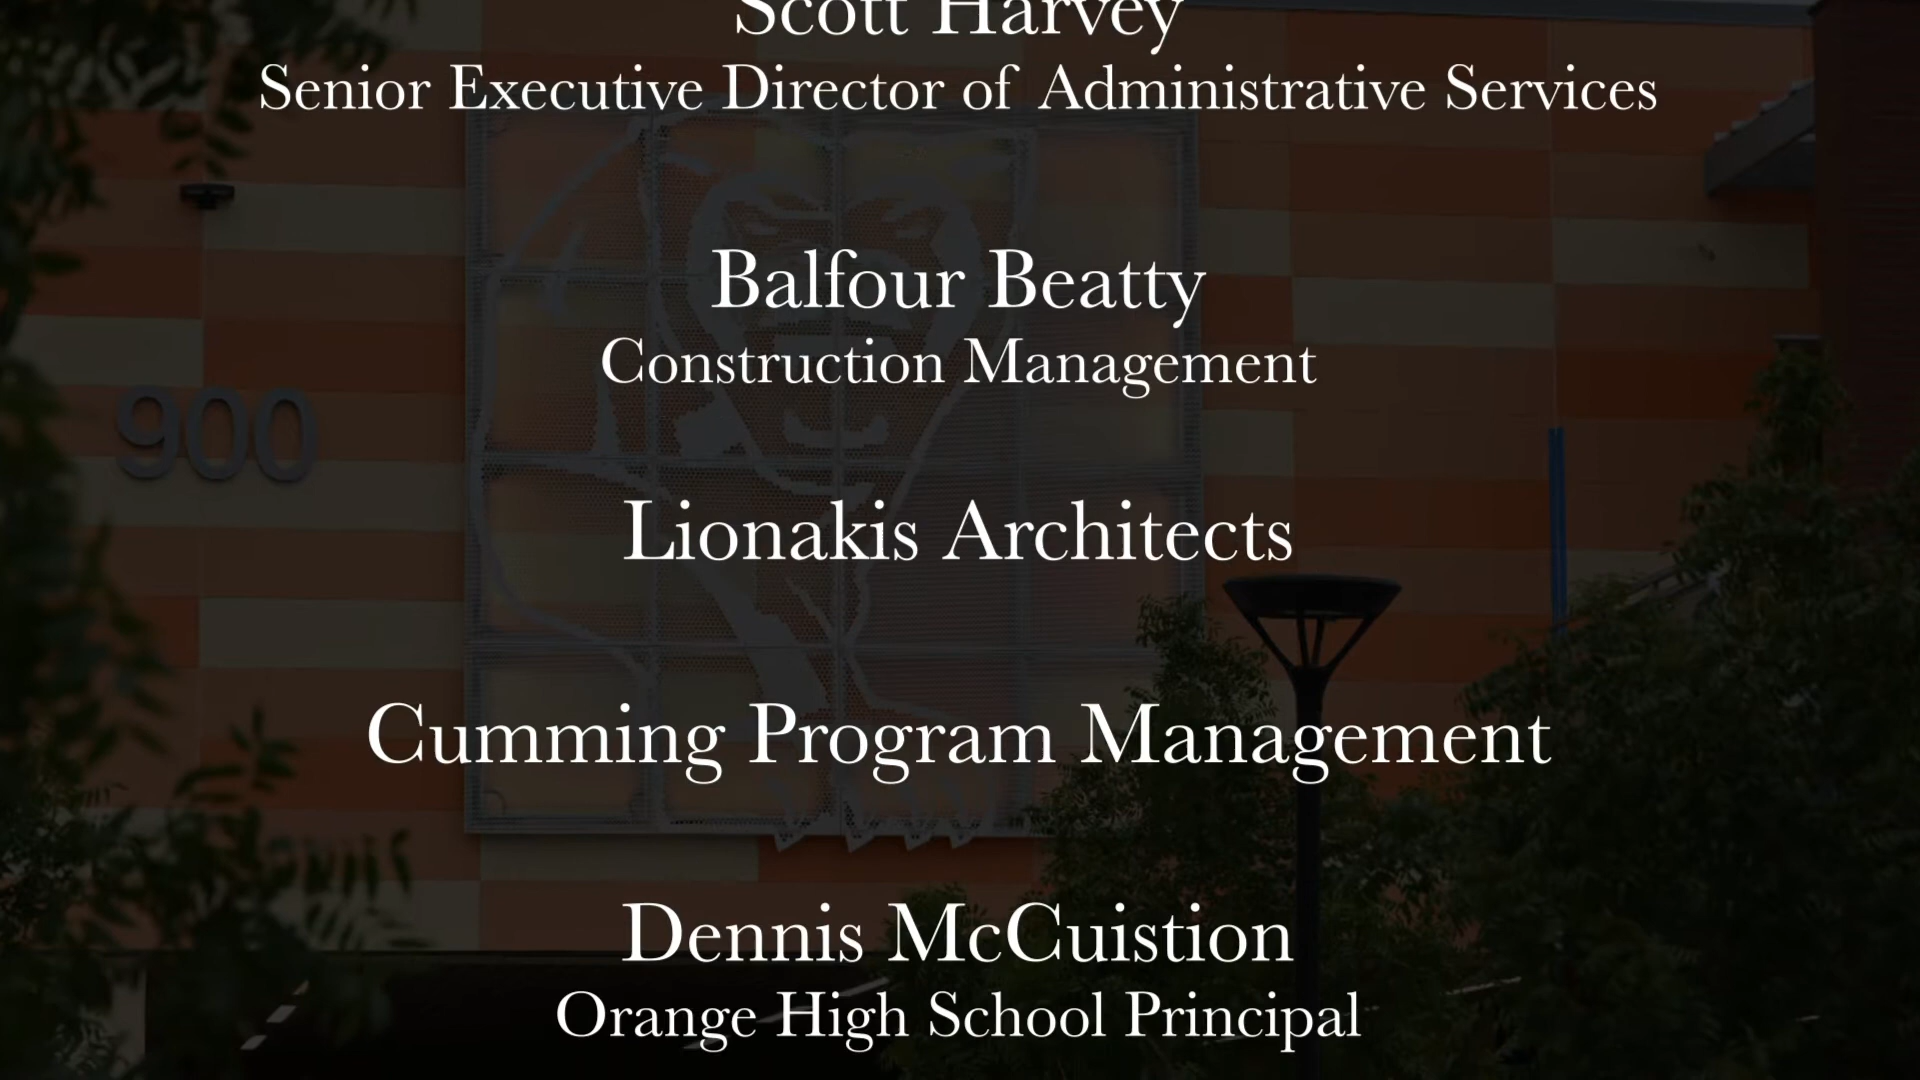 Scott Harvey
Senior Executive Director of Administrative Services
Balfour Beatty
Construction Management
900
Lionakis Architects
Cumming Program Management
Dennis McCuistion
Orange High School Principal